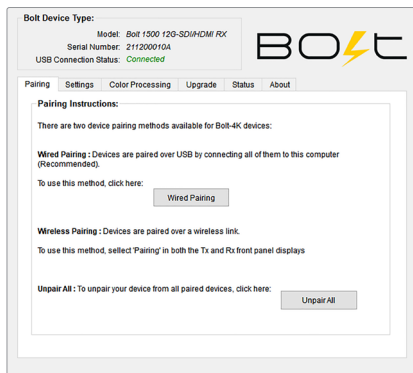 Bolt Device Type:
Model: Bolt 1500 12G-SDI/HDMI RX
Serial Number: 211200010A
USB Connection Status: Connected
BOLT
Pairing Settings Color Processing Upgrade Status About
Pairing Instructions:
There are two device pairing methods available for Bolt-4K devices:
Wired Pairing : Devices are paired over USB by connecting all of them to this computer
(Recommended).
To use this method, click here:
Wired Pairing
Wireless Pairing : Devices are paired over a wireless link.
To use this method, sellect 'Pairing' in both the Tx and Rx front panel displays
Unpair All : To unpair your device from all paired devices, click here:
Unpair All